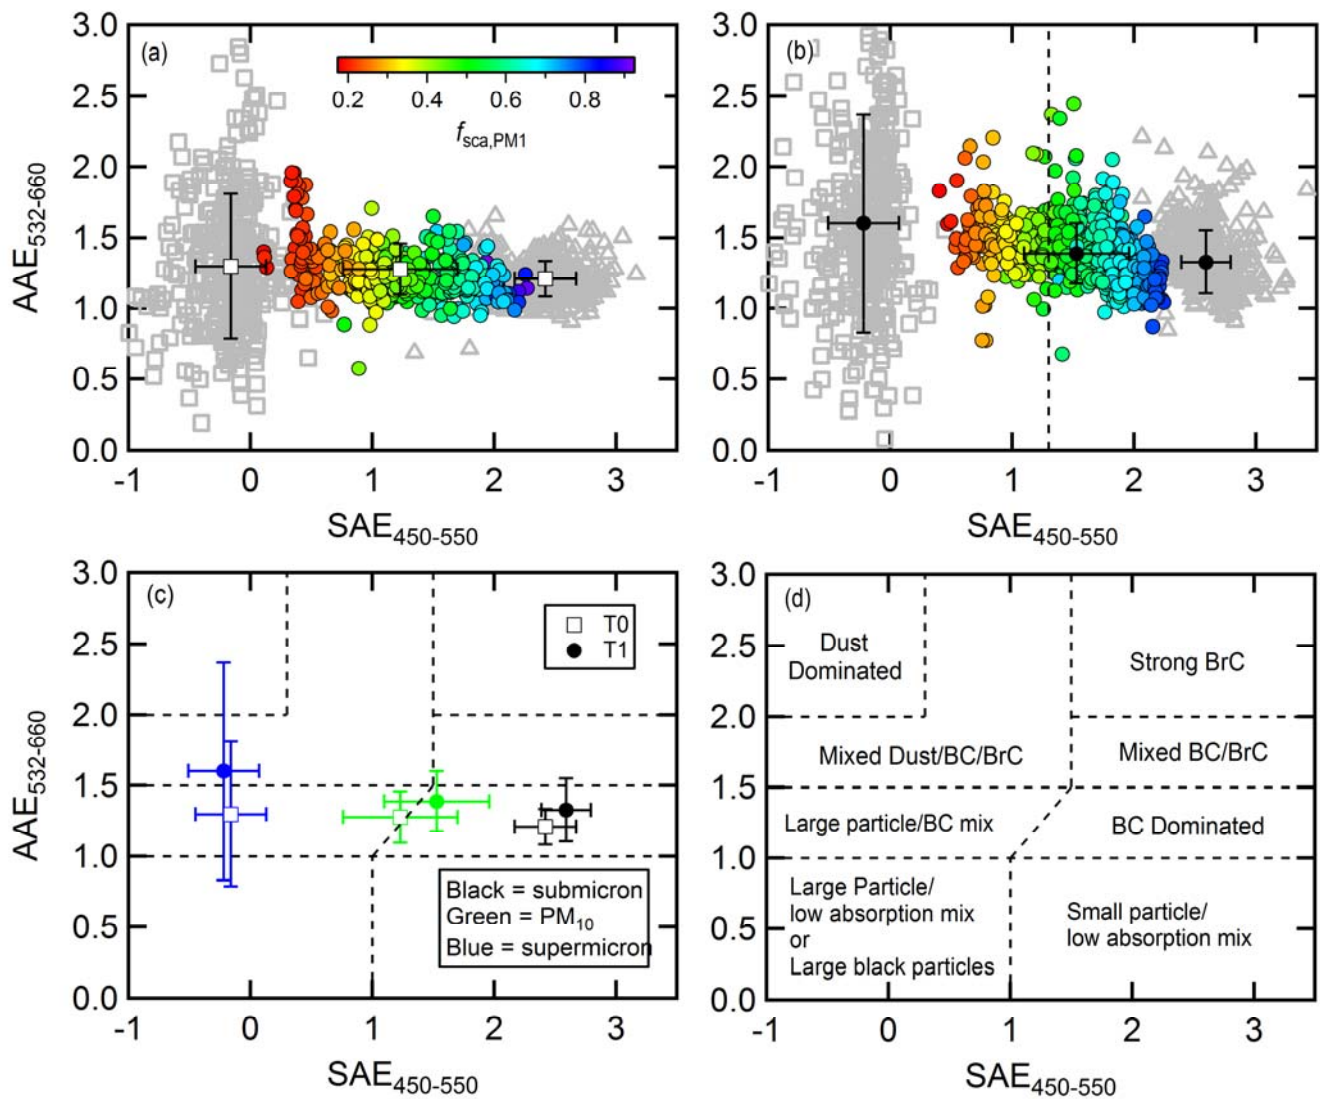 (a)
0.2 0.4 0.6 0.8
fsca,PM1
3.0
2.5
2.0
1.5
1.0
0.5
0.0
AAE532-660
-1 0 1 2 3
SAE450-550
(b)
3.0
2.5
2.0
1.5
1.0
0.5
0.0
-1 0 1 2 3
SAE450-550
(c)
T0
T1
3.0
2.5
2.0
1.5
1.0
0.5
0.0
AAE532-660
Black = submicron
Green = PM10
Blue = supermicron
-1 0 1 2 3
SAE450-550
(d)
3.0
2.5
2.0
1.5
1.0
0.5
0.0
Dust
Dominated
Strong BrC
Mixed Dust/BC/BrC
Mixed BC/BrC
Large particle/BC mix
BC Dominated
Large Particle/
low absorption mix
or
Large black particles
Small particle/
low absorption mix
-1 0 1 2 3
SAE450-550